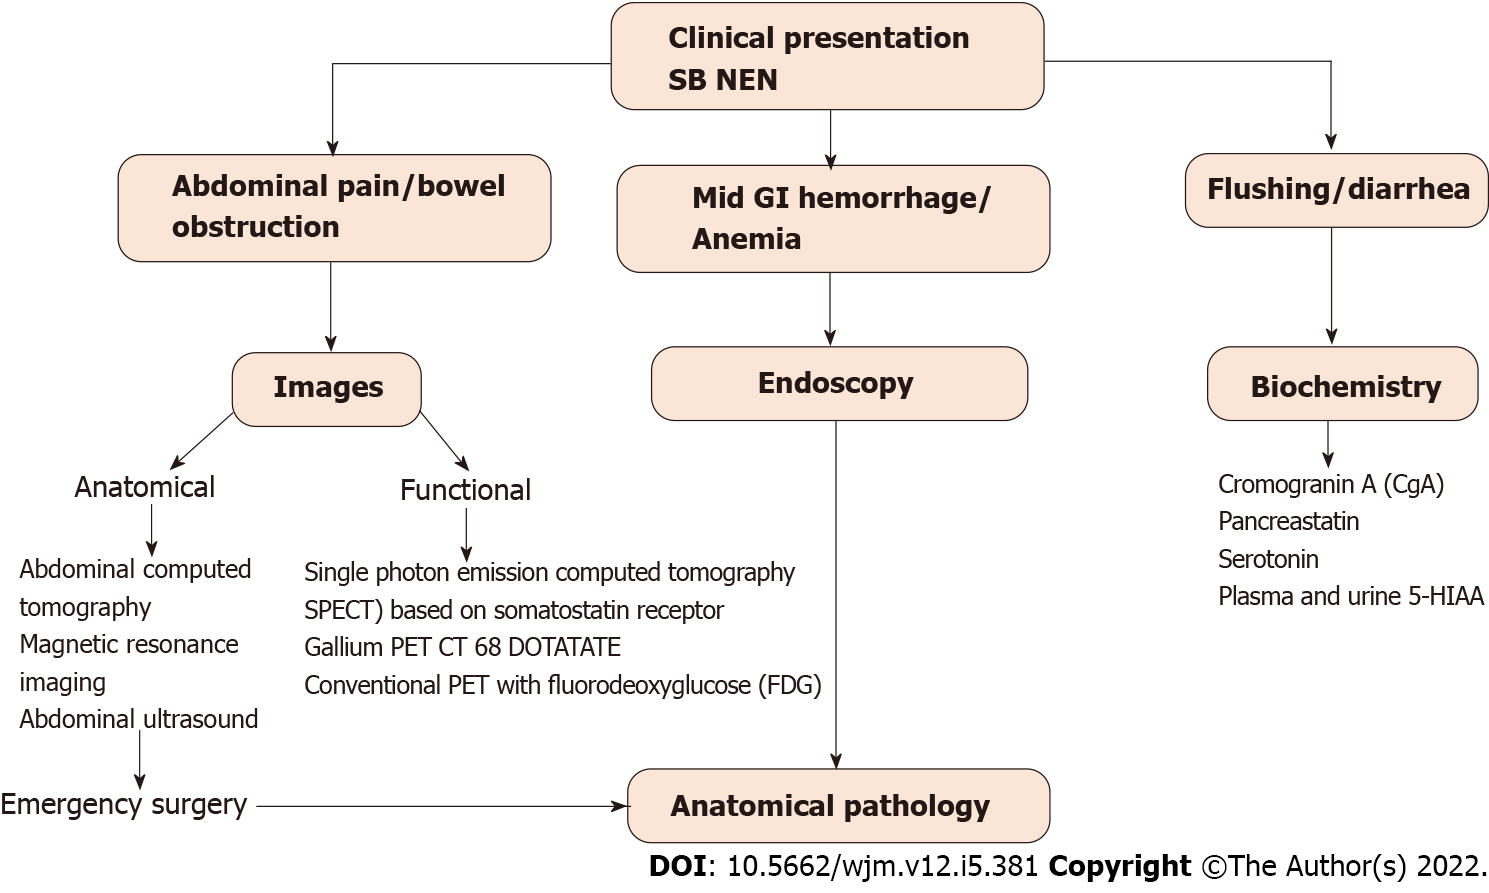 Clinical presentation
SB NEN
Abdominal pain/bowel
obstruction
Mid GI hemorrhage/
Anemia
Flushing/diarrhea
Images
Endoscopy
Biochemistry
Anatomical
Functional
Cromogranin A (CgA)
Pancreastatin
Serotonin
Plasma and urine 5-HIAA
Abdominal computed
tomography
Magnetic resonance
imaging
Abdominal ultrasound
Single photon emission computed tomography
SPECT) based on somatostatin receptor
Gallium PET CT 68 DOTATATE
Conventional PET with fluorodeoxyglucose (FDG)
Emergency surgery
Anatomical pathology
DOI: 10.5662/wjm.v12.i5.381 Copyright ©The Author(s) 2022.